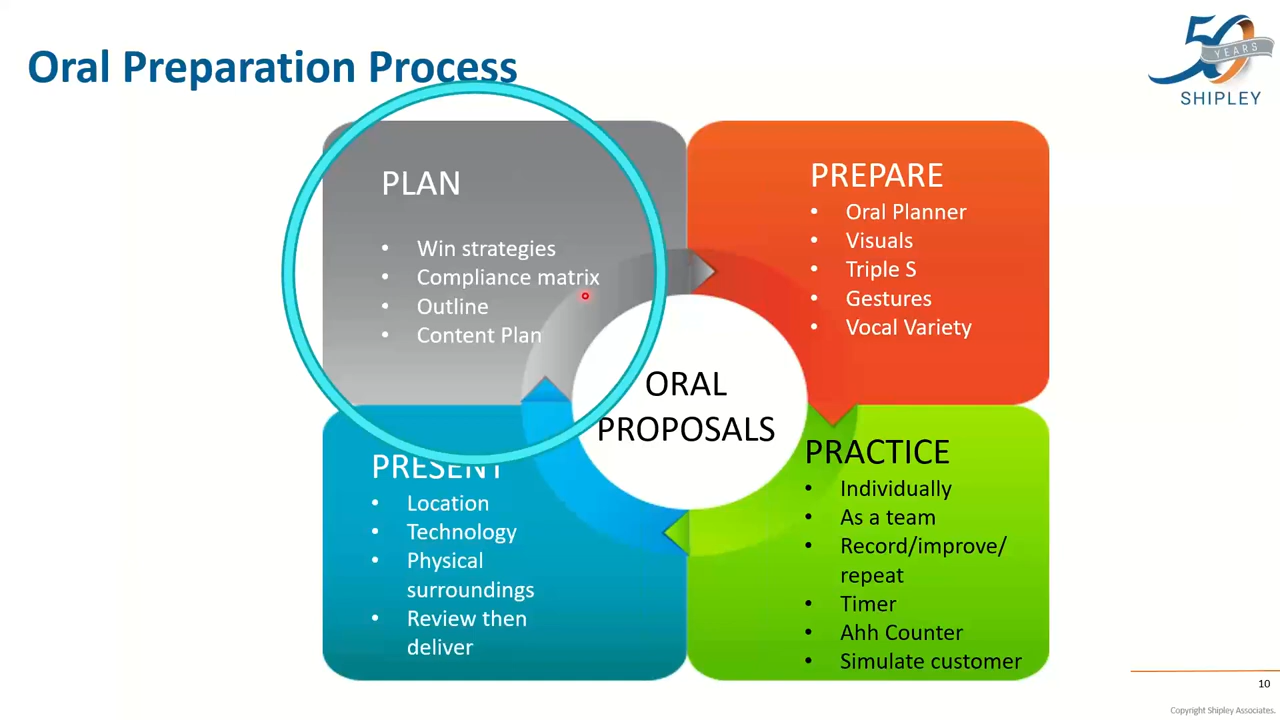 Oral Preparation Process
50
YEARS
SHIPLEY
PLAN
• Win strategies
• Compliance matrix
• Outline
• Content Plan
PREPARE
• Oral Planner
• Visuals
• Triple S
• Gestures
• Vocal Variety
ORAL
PROPOSALS
PRESENT
• Location
• Technology
• Physical
surroundings
• Review then
deliver
PRACTICE
• Individually
• As a team
• Record/improve/
repeat
• Timer
• Ahh Counter
• Simulate customer
10
Copyright Shipley Associates.